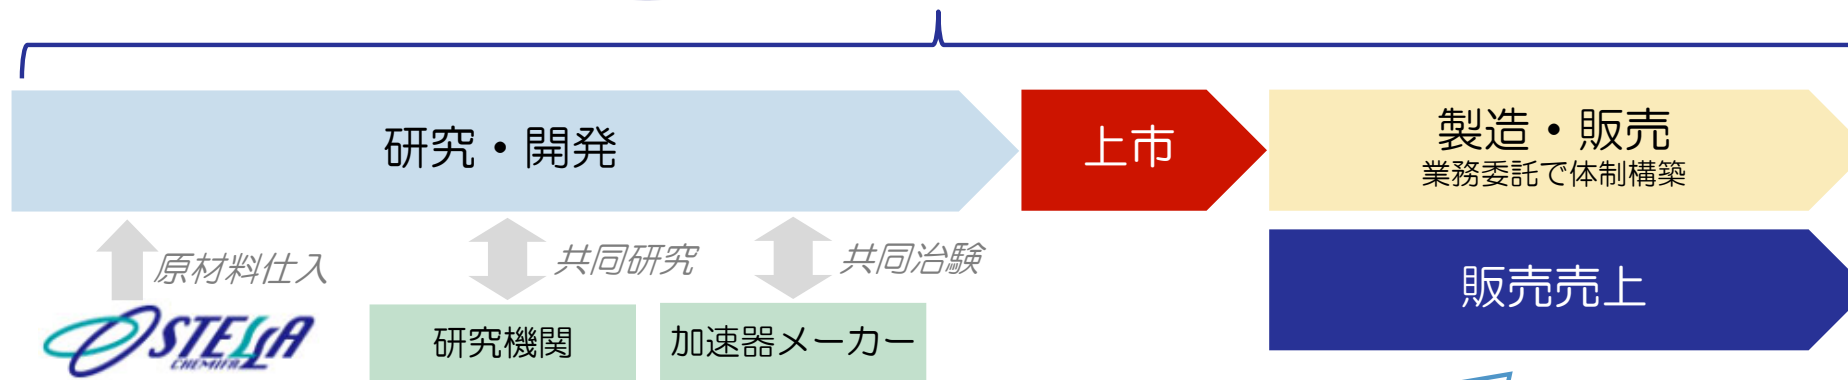 研究・開発
上市
製造・販売
業務委託で体制構築
原材料仕入
共同研究
共同治験
販売売上
STELLA
CHEMIFA
研究機関
加速器メーカー